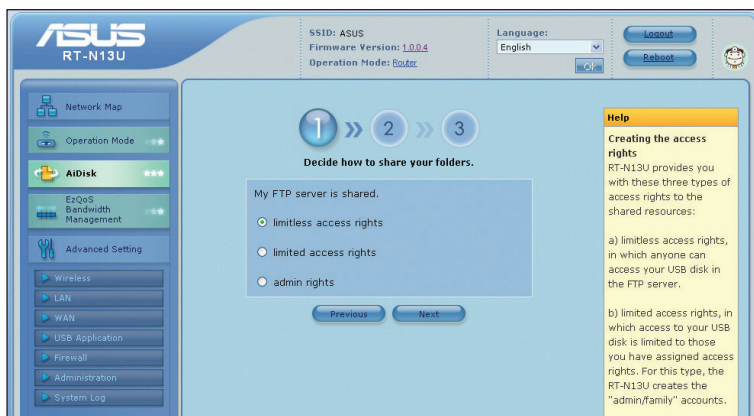 ASUS
RT-N13U
SSID: ASUS
Firmware Version: 1.0.0.4
Operation Mode: Router
Language:
English
OK
Logout
Reboot
Network Map
Operation Mode
AiDisk
EzQoS
Bandwidth
Management
Advanced Setting
Wireless
LAN
WAN
USB Application
Firewall
Administration
System Log
1 » 2 » 3
Decide how to share your folders.
My FTP server is shared.
limitless access rights
limited access rights
admin rights
Previous
Next
Help
Creating the access
rights
RT-N13U provides you
with these three types of
access rights to the
shared resources:
a) limitless access rights,
in which anyone can
access your USB disk in
the FTP server.
b) limited access rights, in
which access to your USB
disk is limited to those
you have assigned access
rights. For this type, the
RT-N13U creates the
"admin/family" accounts.